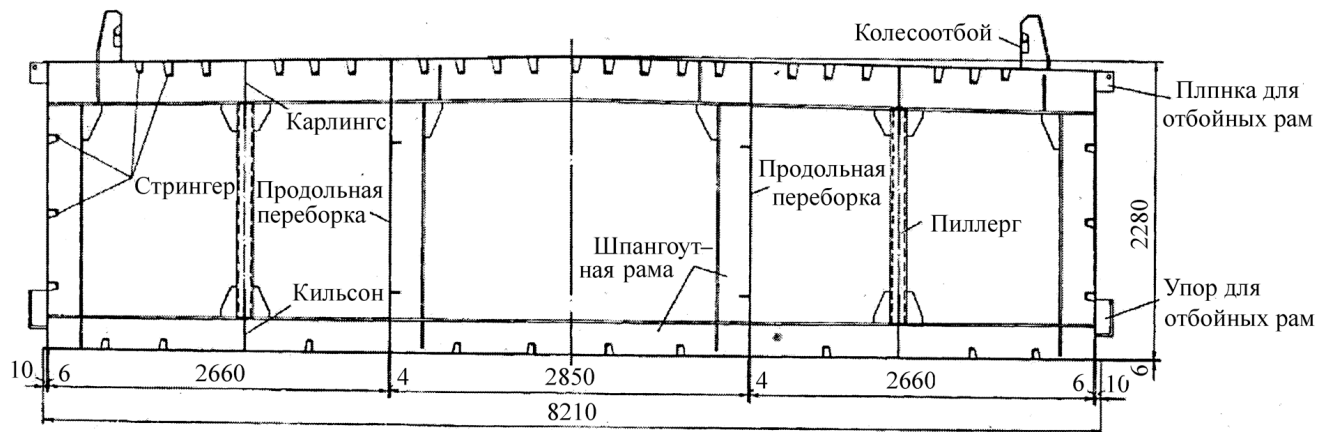 Колесоотбой
Плпнка для
отбойных рам
Карлингс
Стрингер
Продольная
переборка
Продольная
переборка
Пиллерг
2280
Шпангоут–
ная рама
Кильсон
Упор для
отбойных рам
10 6 2660 4 2850 4 2660 6 10 6
8210